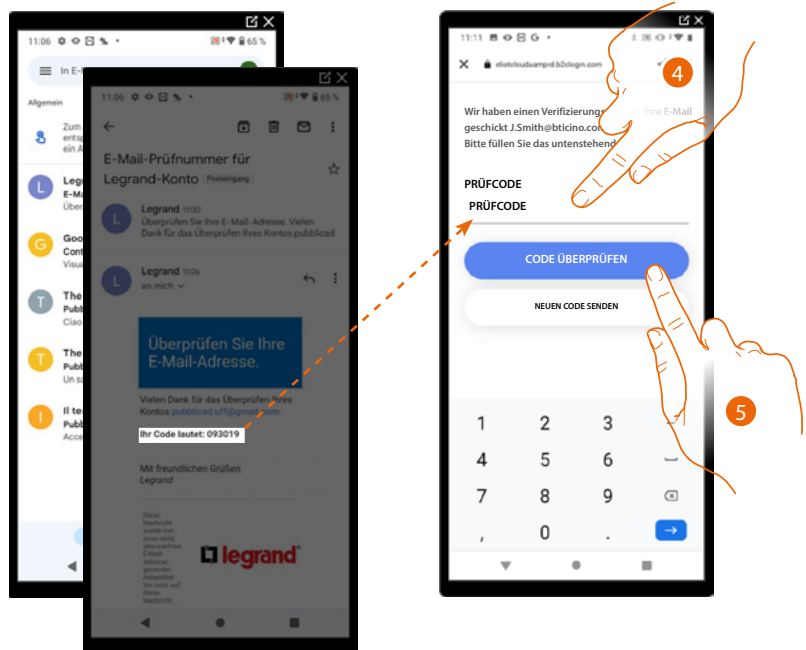 11:06
65 %
In E-
Allgemein
Zum
entsp
ein A
L
Legr
E-Ma
Über
G
Goo
Cont
Visua
T
The
Pubb
Ciao
T
The
Pubb
Un sa
I
Il te
Pubb
Acce
11:06
65 %
E-Mail-Prüfnummer für
Legrand-Konto Posteingang
L
Legrand 11:00
Überprüfen Sie Ihre E-Mail-Adresse. Vielen
Dank für das Überprüfen Ihres Kontos pubblicad
L
Legrand 11:06
an mich
Überprüfen Sie Ihre
E-Mail-Adresse.
Vielen Dank für das Überprüfen Ihres
Kontos pubblicad.uff@gmail.com.
Ihr Code lautet: 093019
Mit freundlichen Grüßen
Legrand
Diese
Nachricht
wurde von
einer nicht
überwachten
E-Mail-
Adresse
gesendet.
Antworten
Sie nicht auf
diese
Nachricht.
legrand
11:11 G
eliotclouduamprd.b2clogin.com
Wir haben einen Verifizierungs Ihre E-Mail
geschickt J.Smith@bticino.com
Bitte füllen Sie das untenstehend
PRÜFCODE
PRÜFCODE
CODE ÜBERPRÜFEN
NEUEN CODE SENDEN
1 2 3 -
4 5 6
7 8 9
, 0 .
4
5